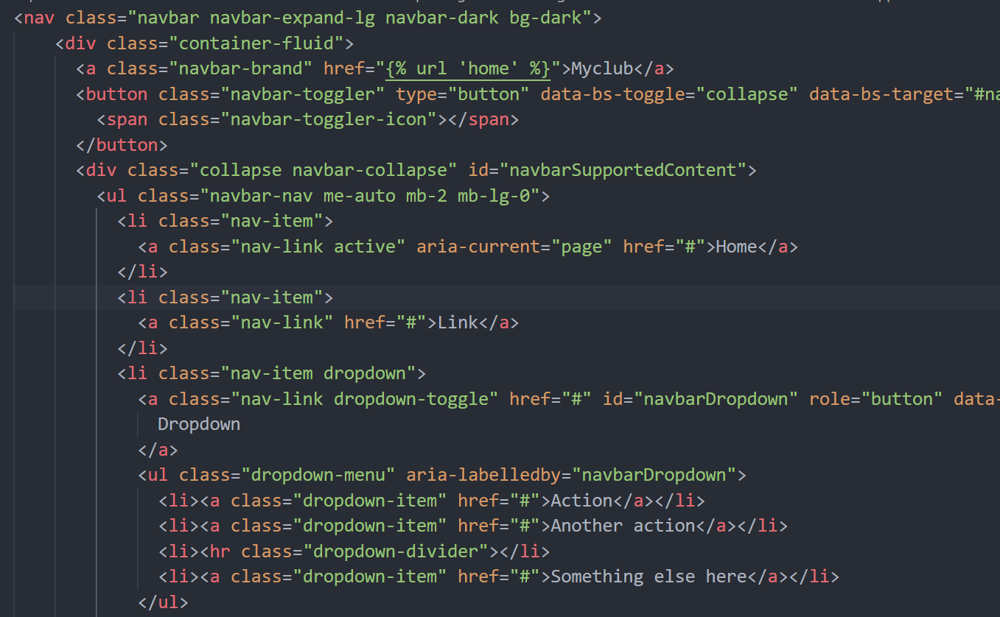 <nav class="navbar navbar-expand-lg navbar-dark bg-dark">
<div class="container-fluid">
<a class="navbar-brand" href="{% url 'home' %}">Myclub</a>
<button class="navbar-toggler" type="button" data-bs-toggle="collapse" data-bs-target="#na
<span class="navbar-toggler-icon"></span>
</button>
<div class="collapse navbar-collapse" id="navbarSupportedContent">
<ul class="navbar-nav me-auto mb-2 mb-lg-0">
<li class="nav-item">
<a class="nav-link active" aria-current="page" href="#">Home</a>
</li>
<li class="nav-item">
<a class="nav-link" href="#">Link</a>
</li>
<li class="nav-item dropdown">
<a class="nav-link dropdown-toggle" href="#" id="navbarDropdown" role="button" data-
Dropdown
</a>
<ul class="dropdown-menu" aria-labelledby="navbarDropdown">
<li><a class="dropdown-item" href="#">Action</a></li>
<li><a class="dropdown-item" href="#">Another action</a></li>
<li><hr class="dropdown-divider"></li>
<li><a class="dropdown-item" href="#">Something else here</a></li>
</ul>